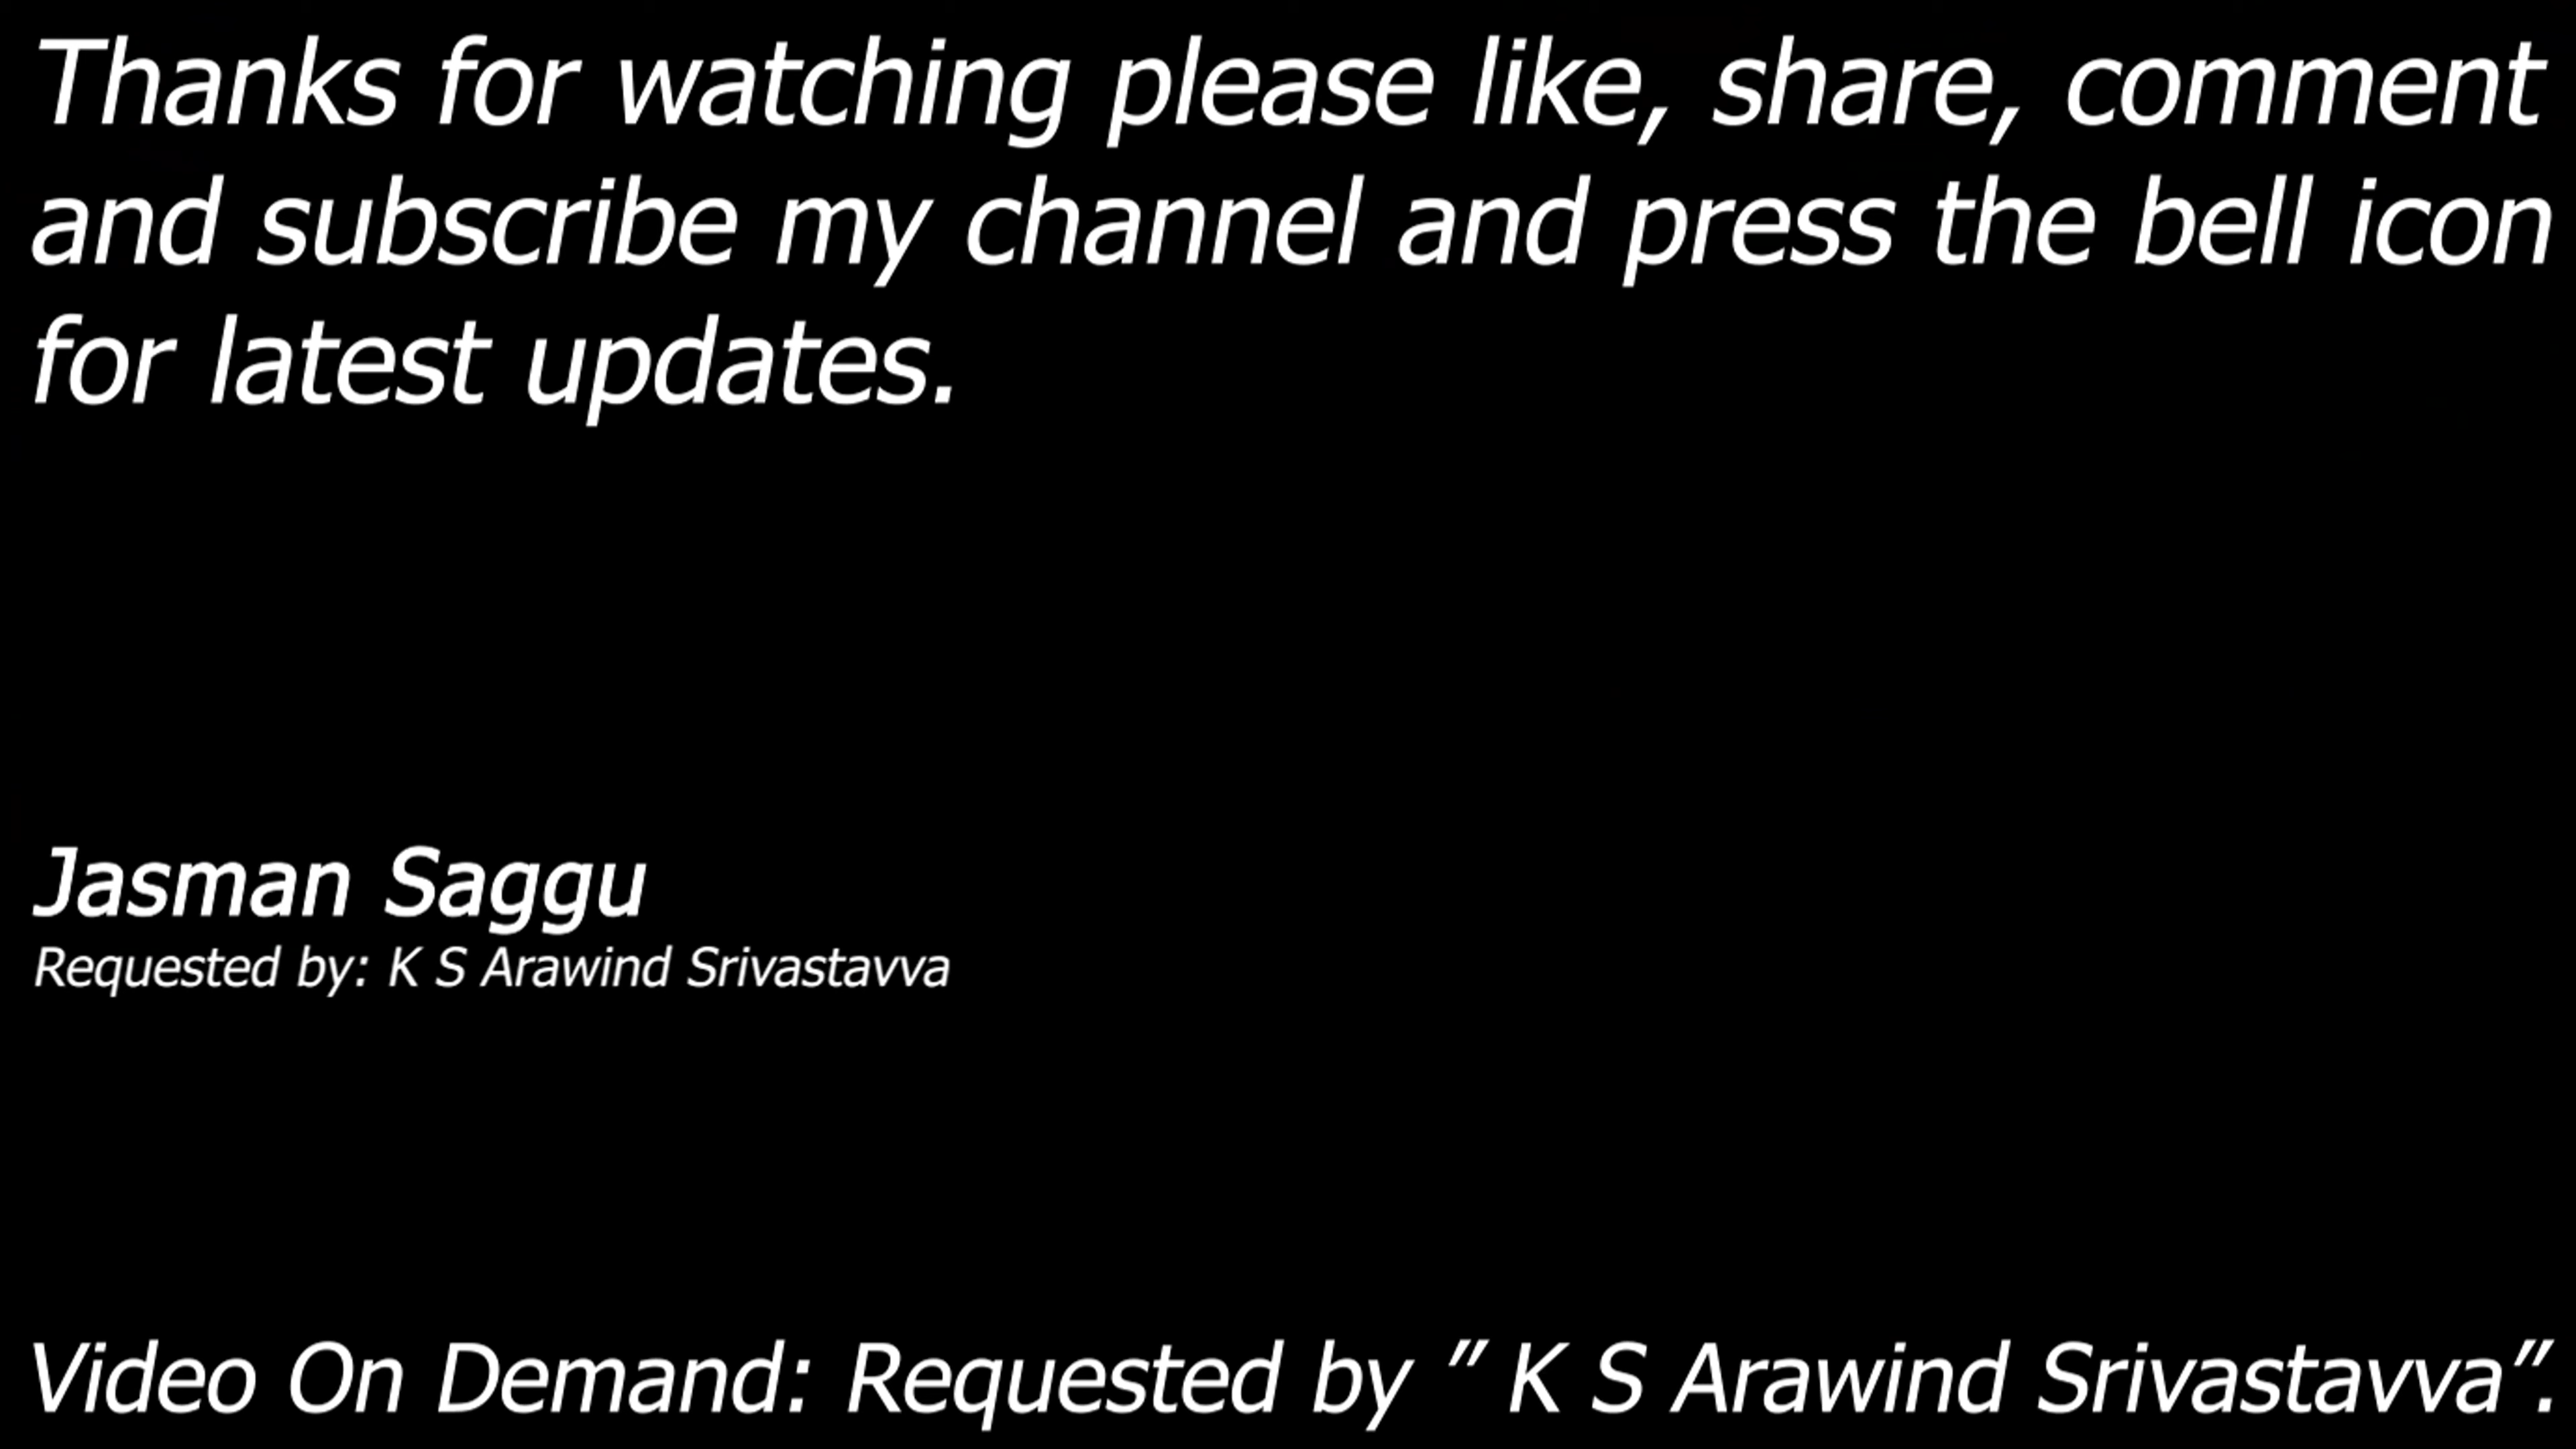 Thanks for watching please like, share, comment
and subscribe my channel and press the bell icon
for latest updates.
Jasman Saggu
Requested by: K S Arawind Srivastavva
Video On Demand: Requested by ” K S Arawind Srivastavva”.